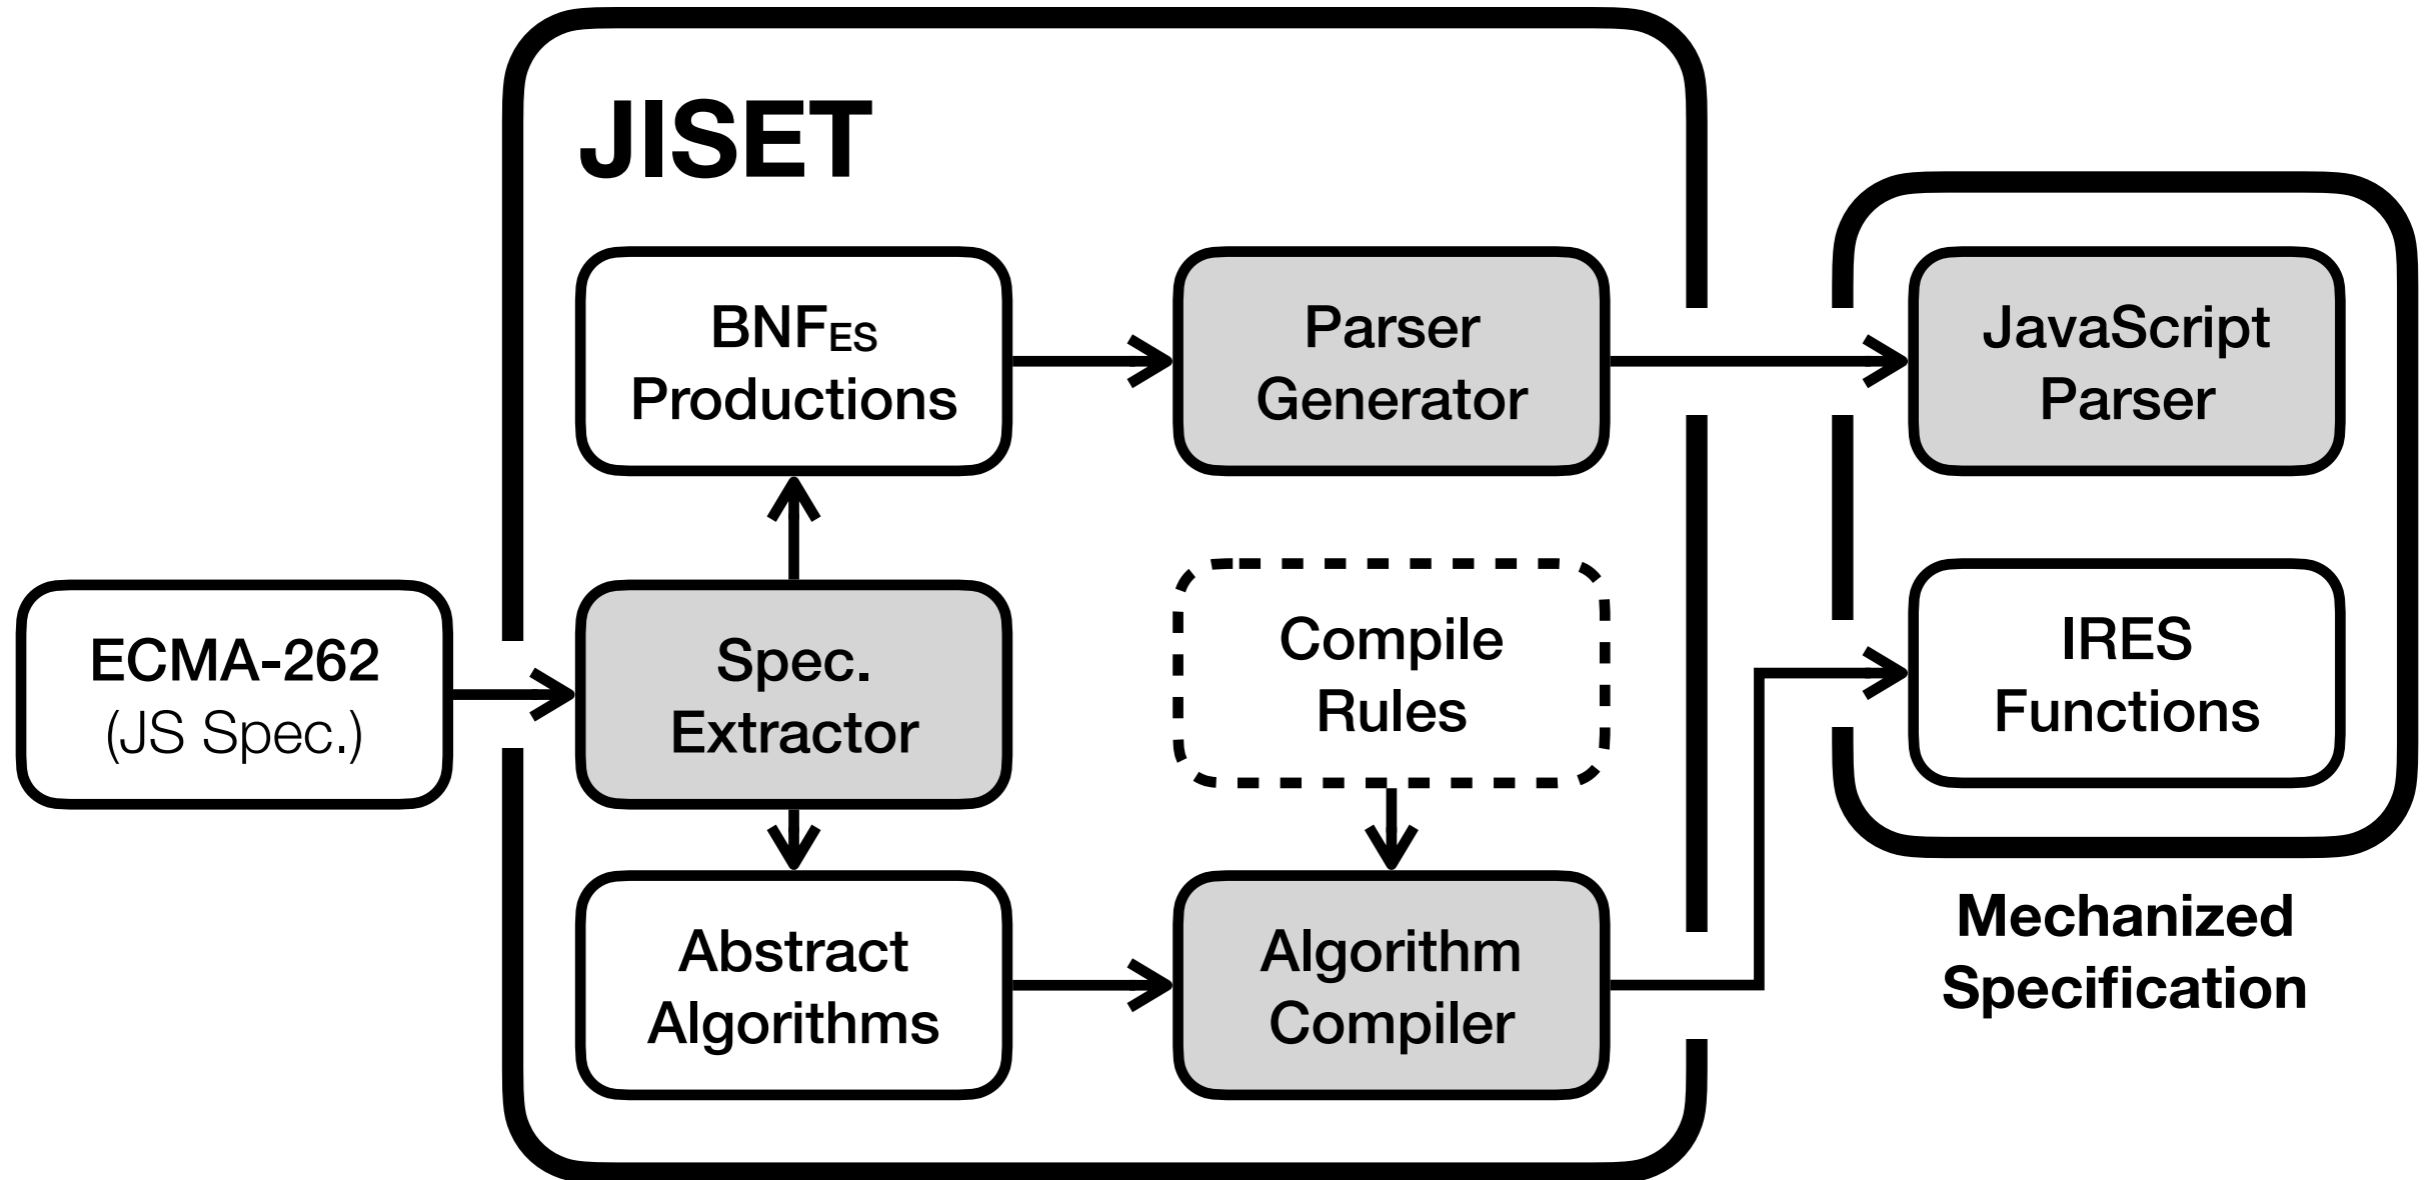 JISET
BNFES
Productions
Parser
Generator
JavaScript
Parser
ECMA-262
(JS Spec.)
Spec.
Extractor
Compile
Rules
IRES
Functions
Abstract
Algorithms
Algorithm
Compiler
Mechanized
Specification